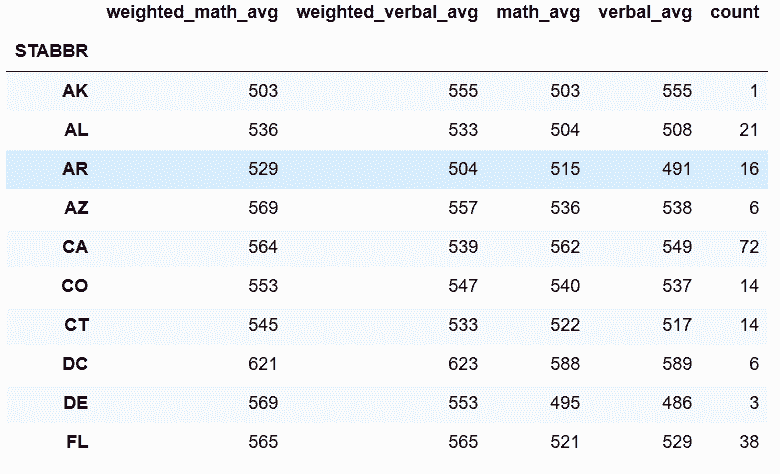 weighted_math_avg weighted_verbal_avg math_avg verbal_avg count
STABBR
AK 503 555 503 555 1
AL 536 533 504 508 21
AR 529 504 515 491 16
AZ 569 557 536 538 6
CA 564 539 562 549 72
CO 553 547 540 537 14
CT 545 533 522 517 14
DC 621 623 588 589 6
DE 569 553 495 486 3
FL 565 565 521 529 38